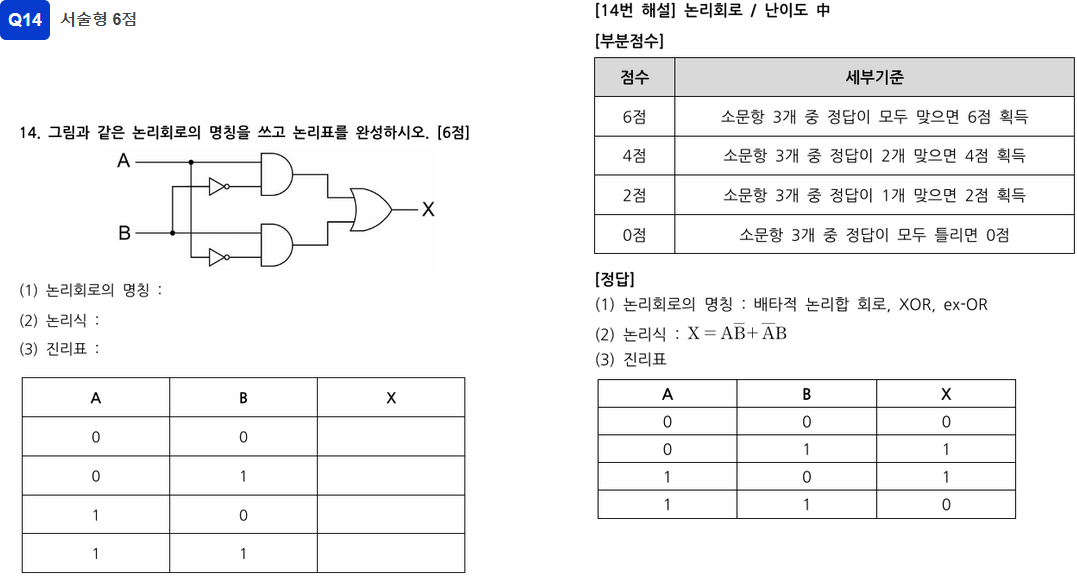 Q14 서술형 6점
14. 그림과 같은 논리회로의 명칭을 쓰고 논리표를 완성하시오. [6점]
A
B
X
(1) 논리회로의 명칭 :
(2) 논리식 :
(3) 진리표 :
A B X
0 0
0 1
1 0
1 1
[14번 해설] 논리회로 / 난이도 中
[부분점수]
점수 세부기준
6점 소문항 3개 중 정답이 모두 맞으면 6점 획득
4점 소문항 3개 중 정답이 2개 맞으면 4점 획득
2점 소문항 3개 중 정답이 1개 맞으면 2점 획득
0점 소문항 3개 중 정답이 모두 틀리면 0점
[정답]
(1) 논리회로의 명칭 : 배타적 논리합 회로, XOR, ex-OR
(2) 논리식 : X = AB̅ + A̅B
(3) 진리표
A B X
0 0 0
0 1 1
1 0 1
1 1 0